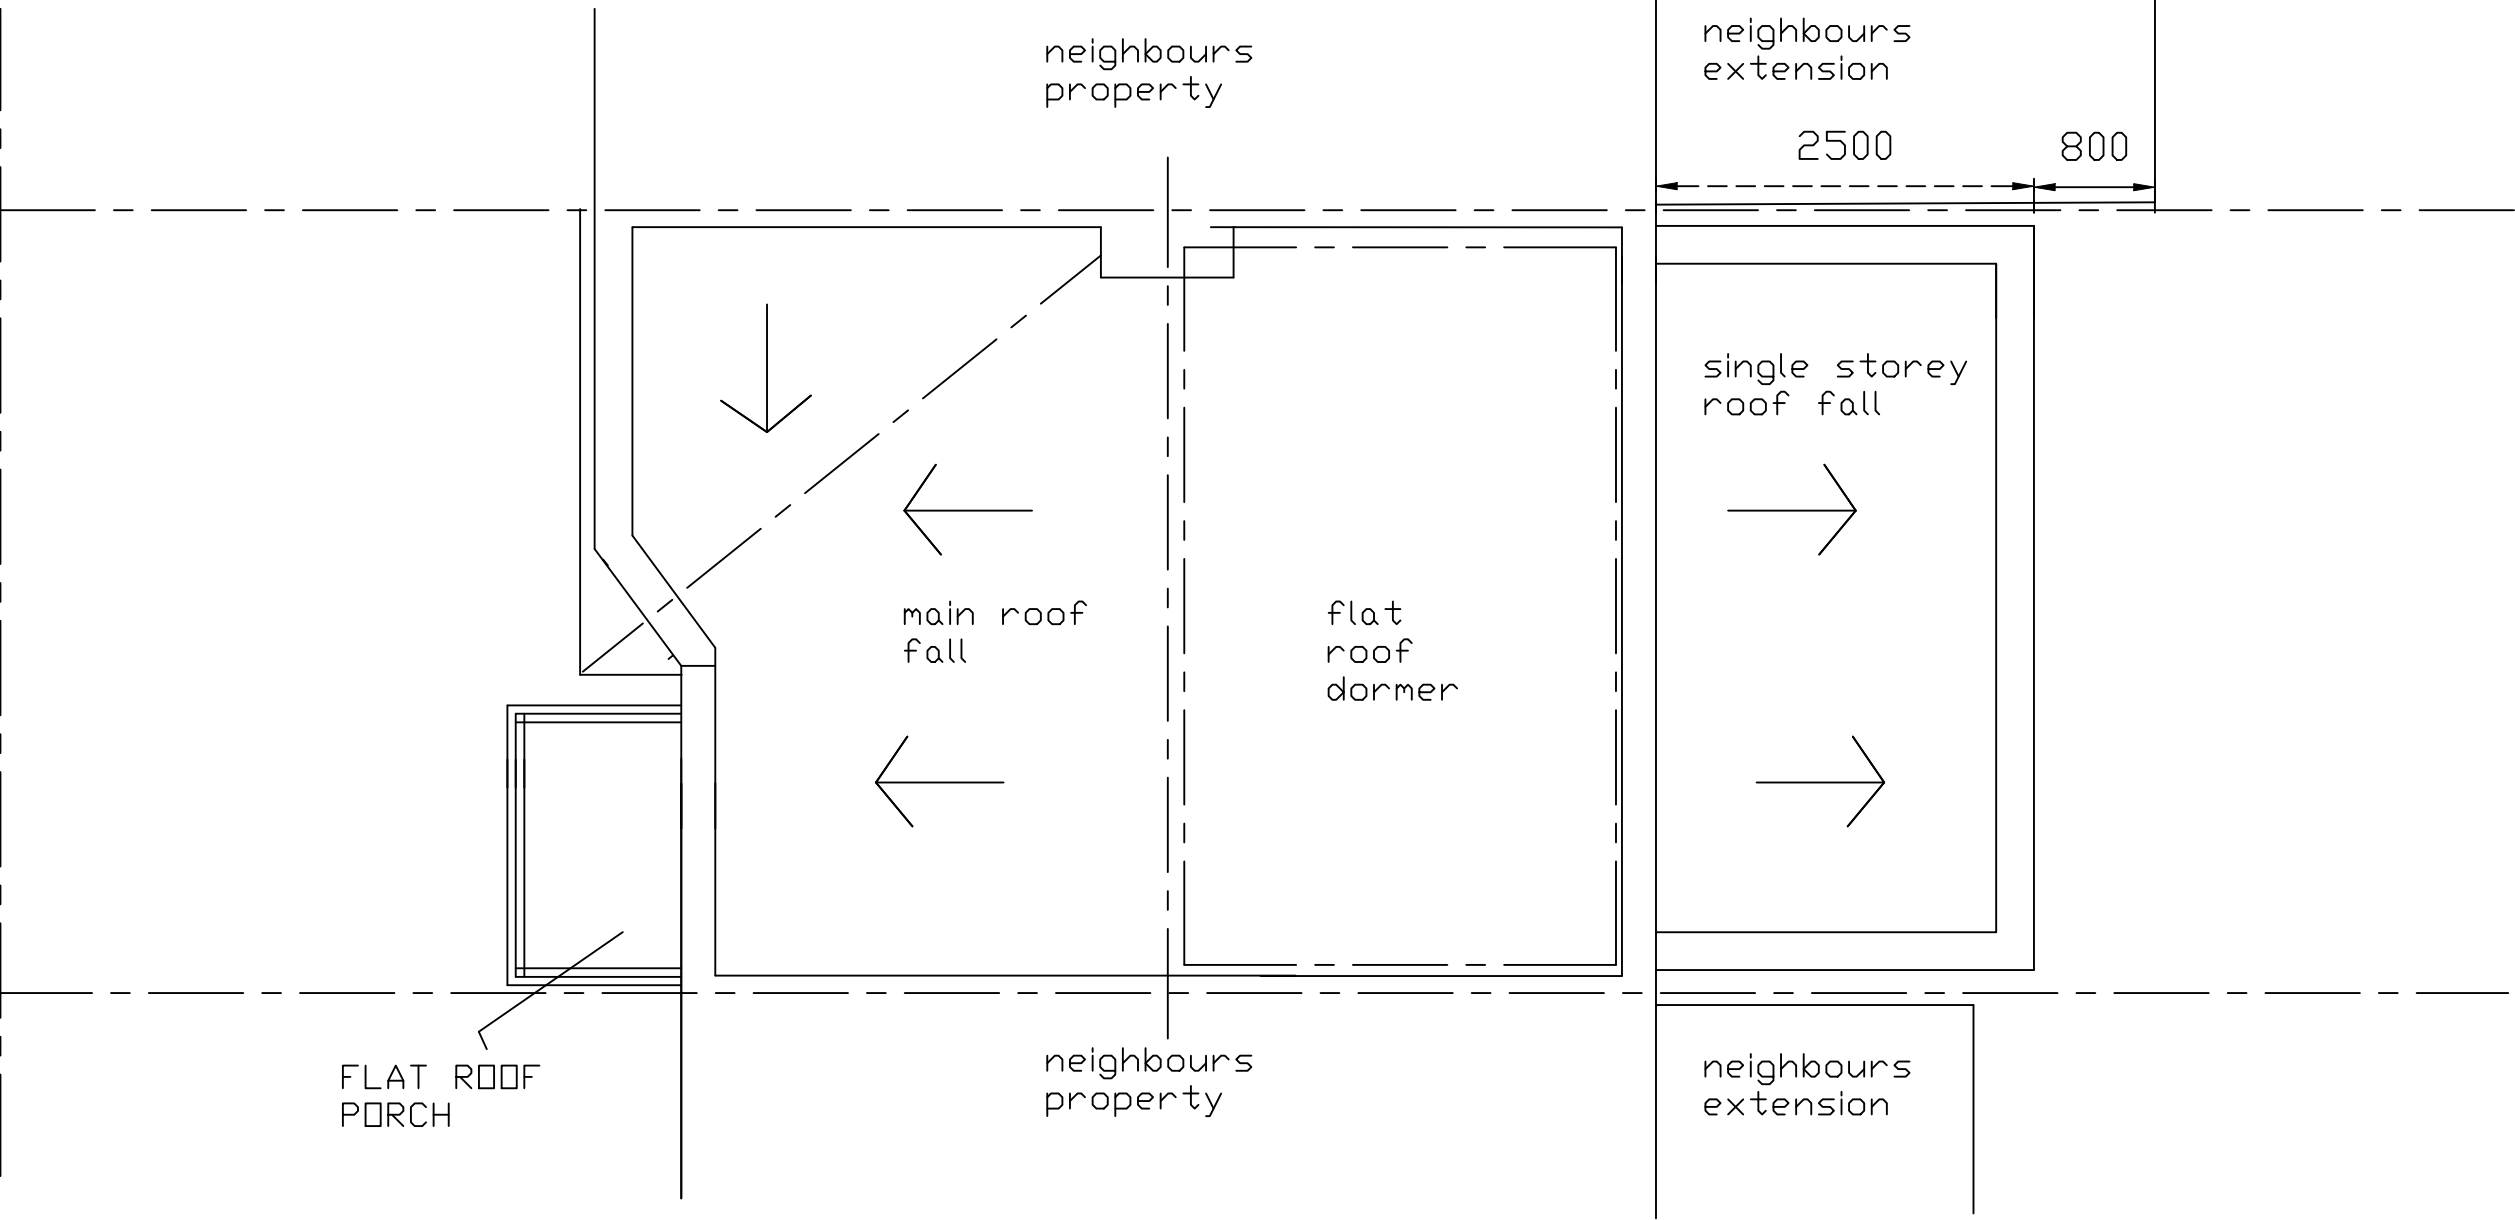 neighbours
property
neighbours
extension
2500
800
single storey
roof fall
main roof
fall
flat
roof
dormer
FLAT ROOF
PORCH
neighbours
property
neighbours
extension